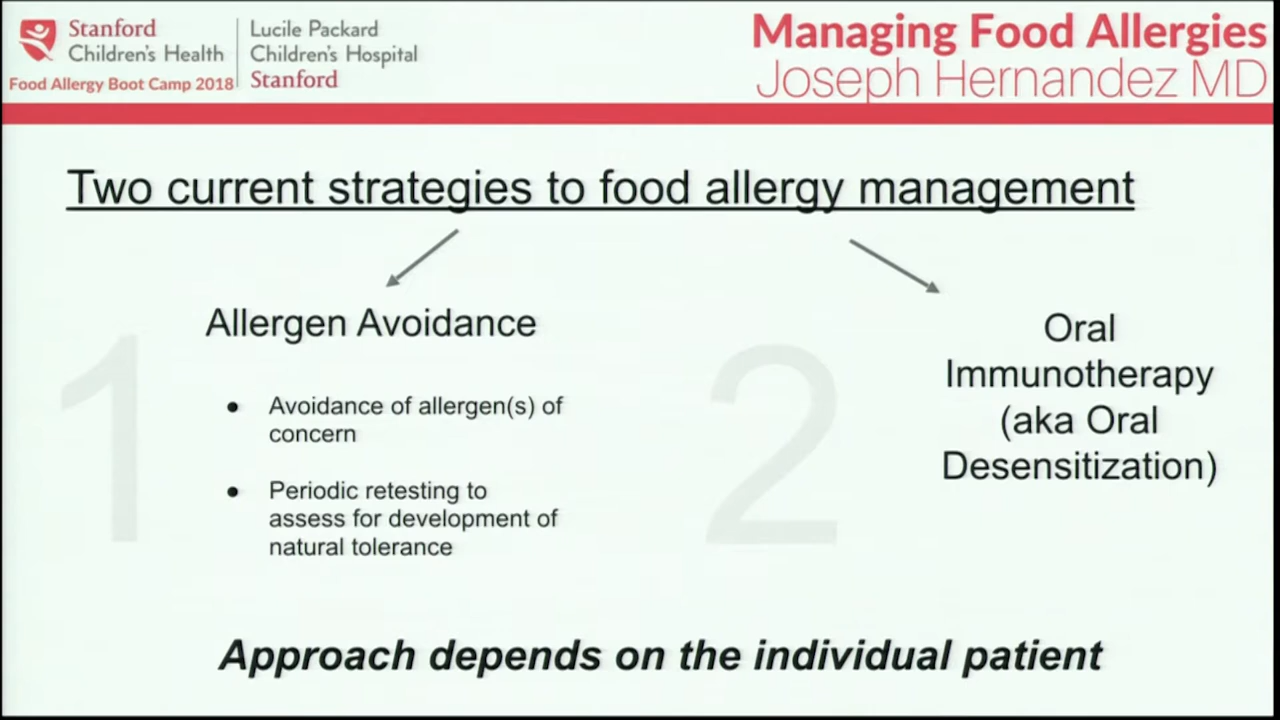 Stanford
Children's Health
Food Allergy Boot Camp 2018
Lucile Packard
Children's Hospital
Stanford
Managing Food Allergies
Joseph Hernandez MD
Two current strategies to food allergy management
1
Allergen Avoidance
● Avoidance of allergen(s) of
concern
● Periodic retesting to
assess for development of
natural tolerance
2
Oral
Immunotherapy
(aka Oral
Desensitization)
Approach depends on the individual patient